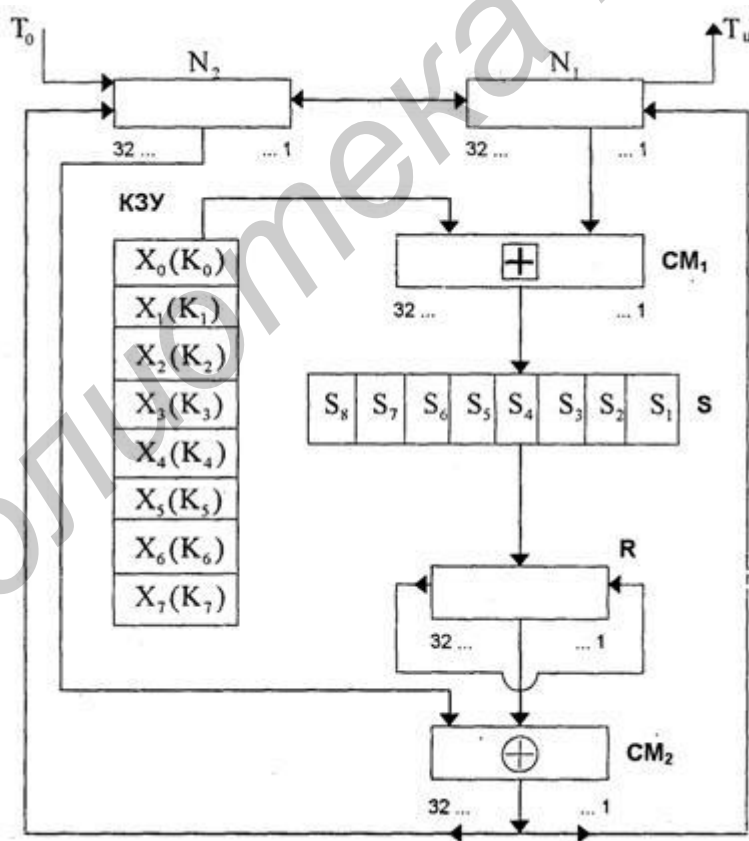 T₀ Tш
N₂ N₁
32 ... ... 1 32 ... ... 1
КЗУ
X₀(K₀)
X₁(K₁)
X₂(K₂)
X₃(K₃)
X₄(K₄)
X₅(K₅)
X₆(K₆)
X₇(K₇)
+ CM₁
32 ... ... 1
S₈ S₇ S₆ S₅ S₄ S₃ S₂ S₁ S
R
32 ... ... 1
+ CM₂
32 ... ... 1